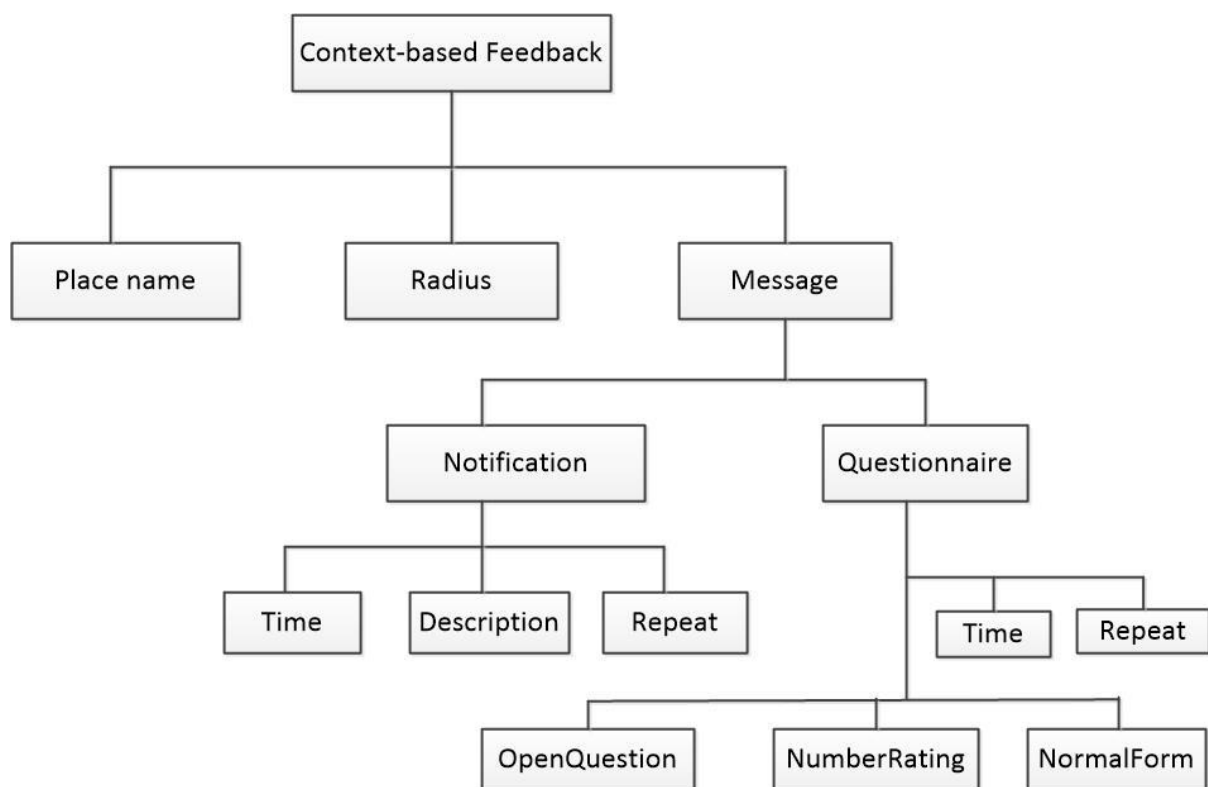 Context-based Feedback
Place name
Radius
Message
Notification
Questionnaire
Time
Description
Repeat
Time
Repeat
OpenQuestion
NumberRating
NormalForm